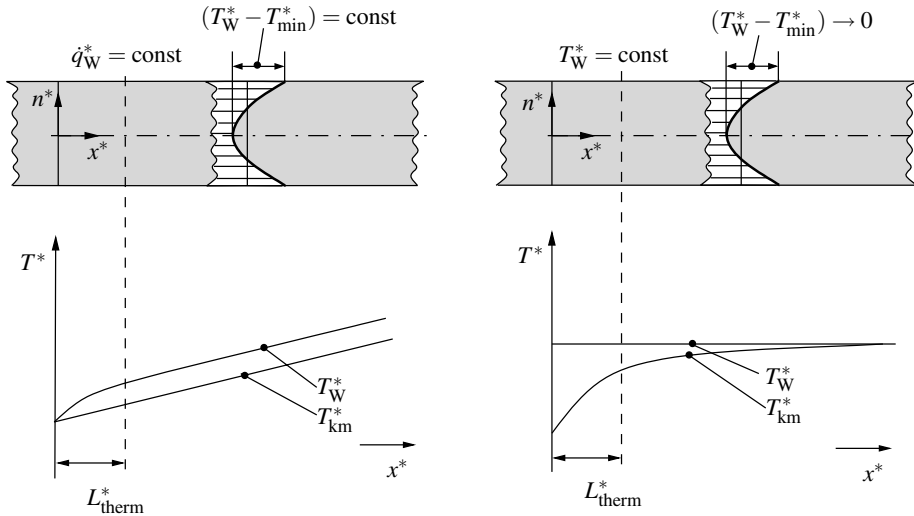 (T*W − T*min) = const
q̇*W = const
n*
x*
T*
T*W
T*km
x*
L*therm
(T*W − T*min) → 0
T*W = const
n*
x*
T*
T*W
T*km
x*
L*therm